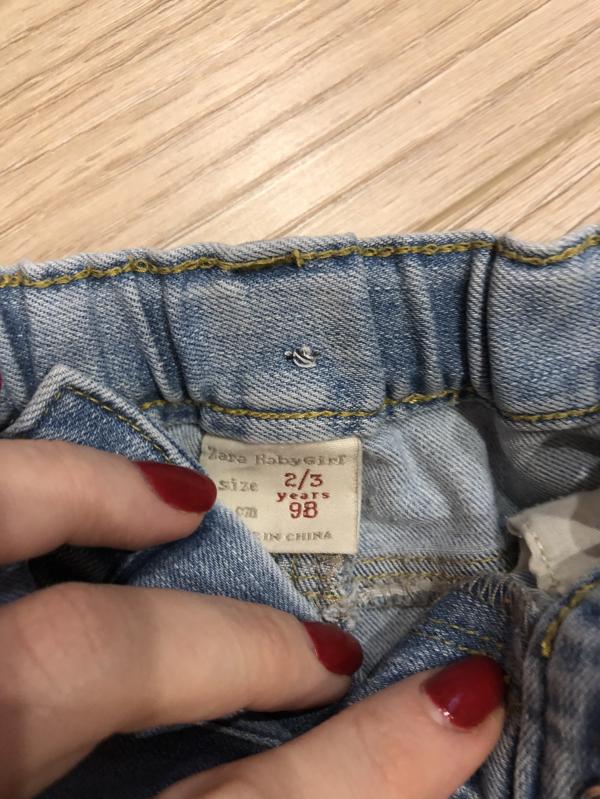 Zara BabyGirl
size 2/3
years
cm 98
IN CHINA